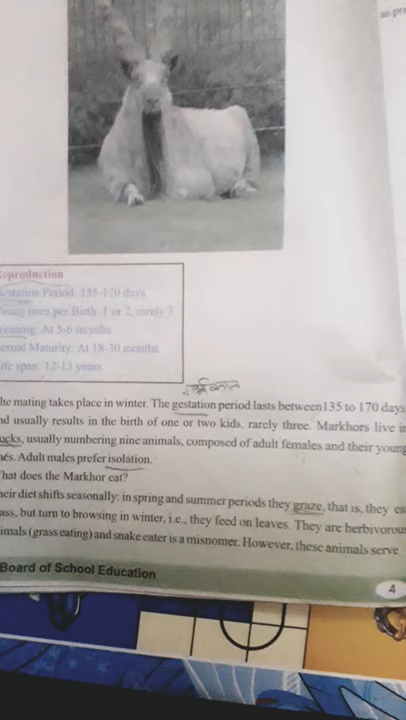 as pre
Reproduction
Gestation Period: 135-170 days
Young ones per Birth: 1 or 2, rarely 3
Weaning: At 5-6 months
Sexual Maturity: At 18-30 months
Life span: 12-13 years
he mating takes place in winter. The gestation period lasts between135 to 170 days
nd usually results in the birth of one or two kids, rarely three. Markhors live in
ocks, usually numbering nine animals, composed of adult females and their young
nes. Adult males prefer isolation.
hat does the Markhor eat?
heir diet shifts seasonally: in spring and summer periods they graze, that is, they ea
ass, but turn to browsing in winter, i.e., they feed on leaves. They are herbivorous
imals (grass eating) and snake eater is a misnomer. However, these animals serve
Board of School Education
4